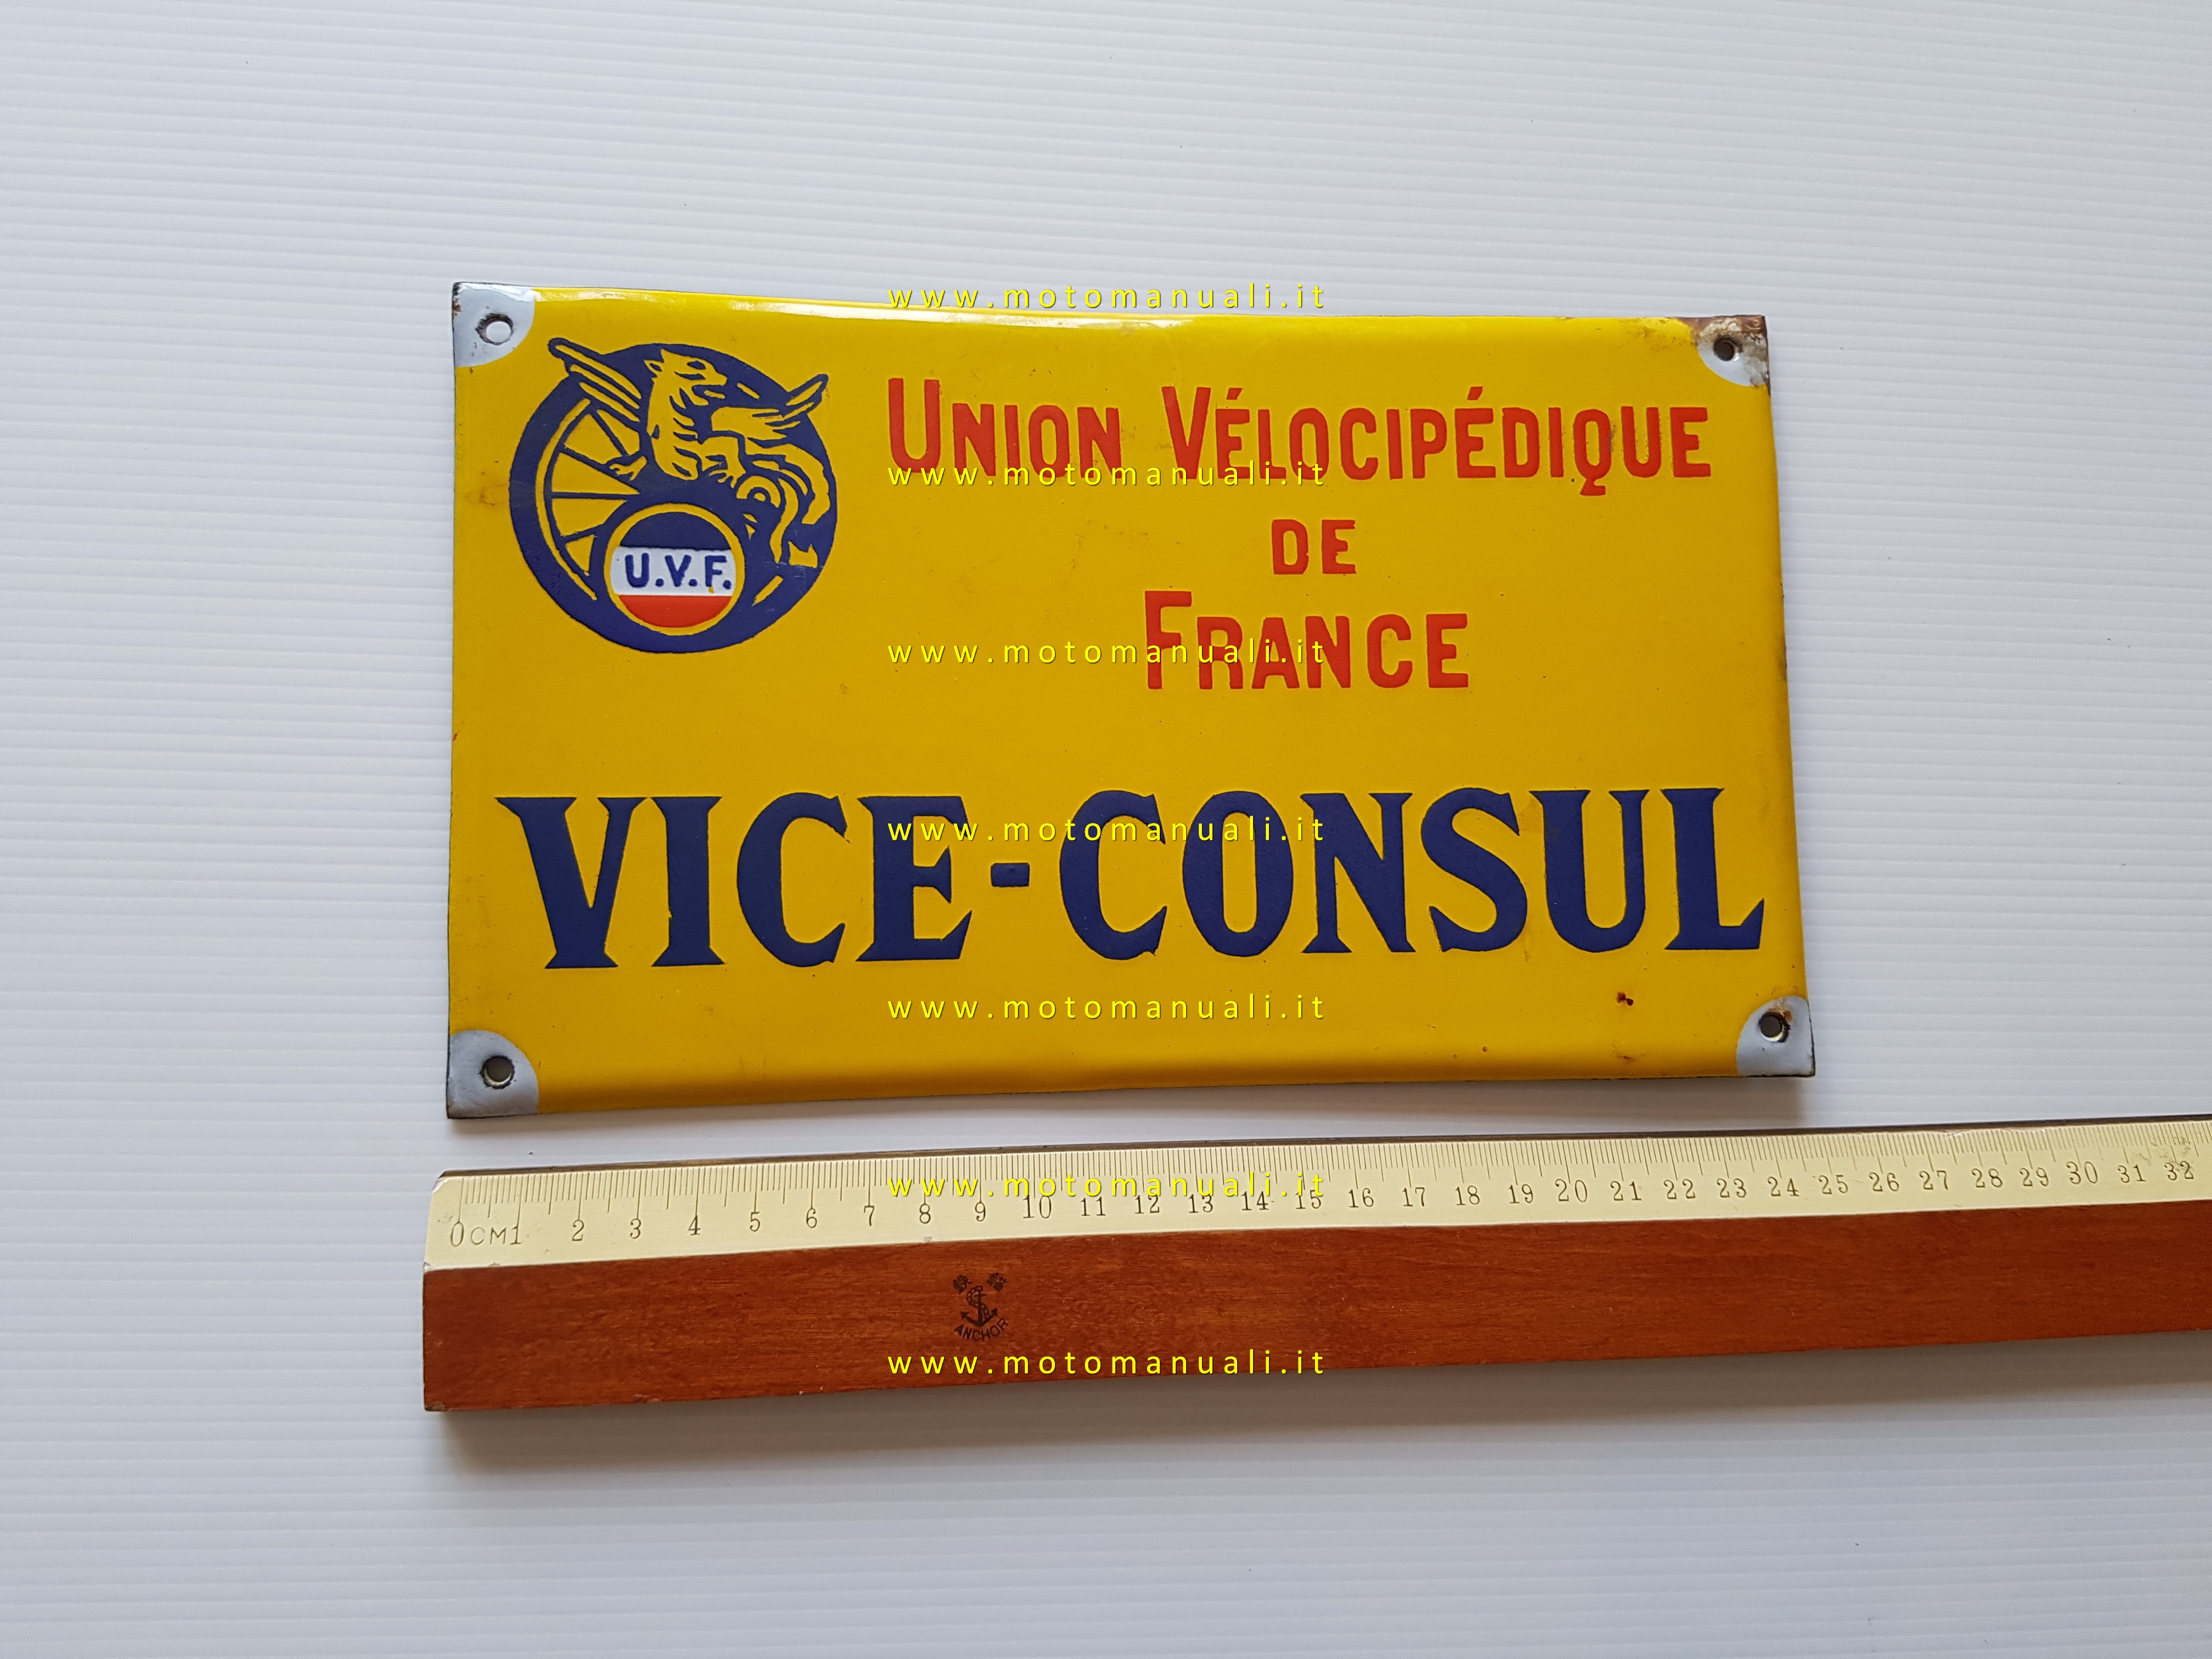 www.motomanuali.it
UNION VÉLOCIPÉDIQUE
www.motomanuali.it
DE
U.V.F.
FRANCE
www.motomanuali.it
VICE-CONSUL
www.motomanuali.it
www.motomanuali.it
www.motomanuali.it
0CM1 2 3 4 5 6 7 8 9 10 11 12 13 14 15 16 17 18 19 20 21 22 23 24 25 26 27 28 29 30 31 32
ANCHOR
www.motomanuali.it